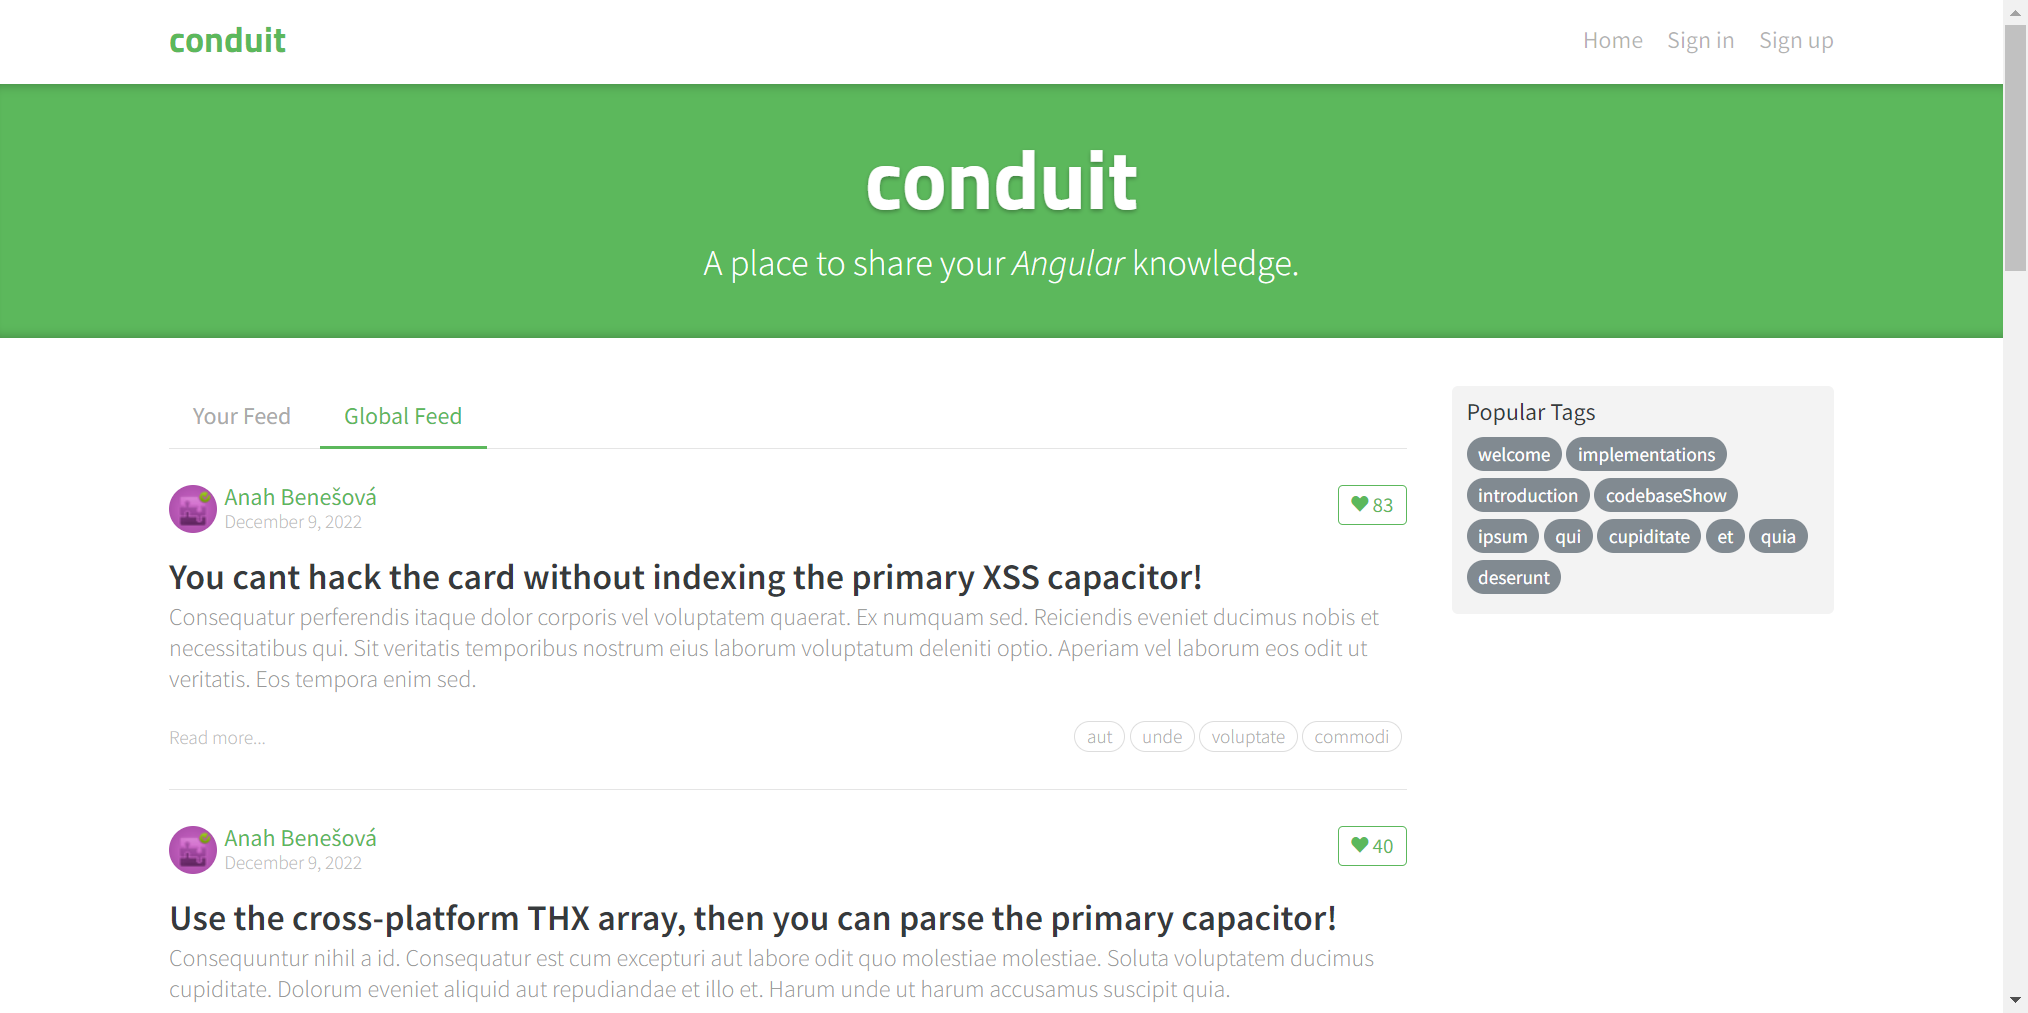 conduit
Home Sign in Sign up
conduit
A place to share your Angular knowledge.
Your Feed Global Feed
Anah Benešová
December 9, 2022
83
You cant hack the card without indexing the primary XSS capacitor!
Consequatur perferendis itaque dolor corporis vel voluptatem quaerat. Ex numquam sed. Reiciendis eveniet ducimus nobis et
necessitatibus qui. Sit veritatis temporibus nostrum eius laborum voluptatum deleniti optio. Aperiam vel laborum eos odit ut
veritatis. Eos tempora enim sed.
Read more...
aut unde voluptate commodi
Anah Benešová
December 9, 2022
40
Use the cross-platform THX array, then you can parse the primary capacitor!
Consequuntur nihil a id. Consequatur est cum excepturi aut labore odit quo molestiae molestiae. Soluta voluptatem ducimus
cupiditate. Dolorum eveniet aliquid aut repudiandae et illo et. Harum unde ut harum accusamus suscipit quia.
Popular Tags
welcome implementations
introduction codebaseShow
ipsum qui cupiditate et quia
deserunt